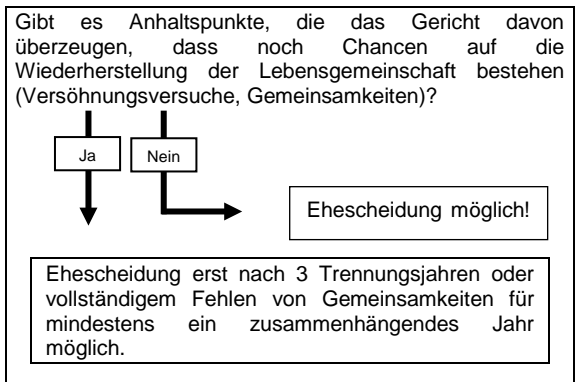 Gibt es Anhaltspunkte, die das Gericht davon
überzeugen, dass noch Chancen auf die
Wiederherstellung der Lebensgemeinschaft bestehen
(Versöhnungsversuche, Gemeinsamkeiten)?
Ja
Nein
Ehescheidung möglich!
Ehescheidung erst nach 3 Trennungsjahren oder
vollständigem Fehlen von Gemeinsamkeiten für
mindestens ein zusammenhängendes Jahr
möglich.